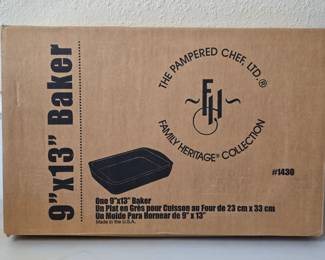 9"x13" Baker
THE PAMPERED CHEF, LTD.®
FH
FAMILY HERITAGE® COLLECTION
#1430
One 9"x13" Baker
Un Plat en Grès pour Cuisson au Four de 23 cm x 33 cm
Un Molde Para Hornear de 9" x 13"
Made in the U.S.A.